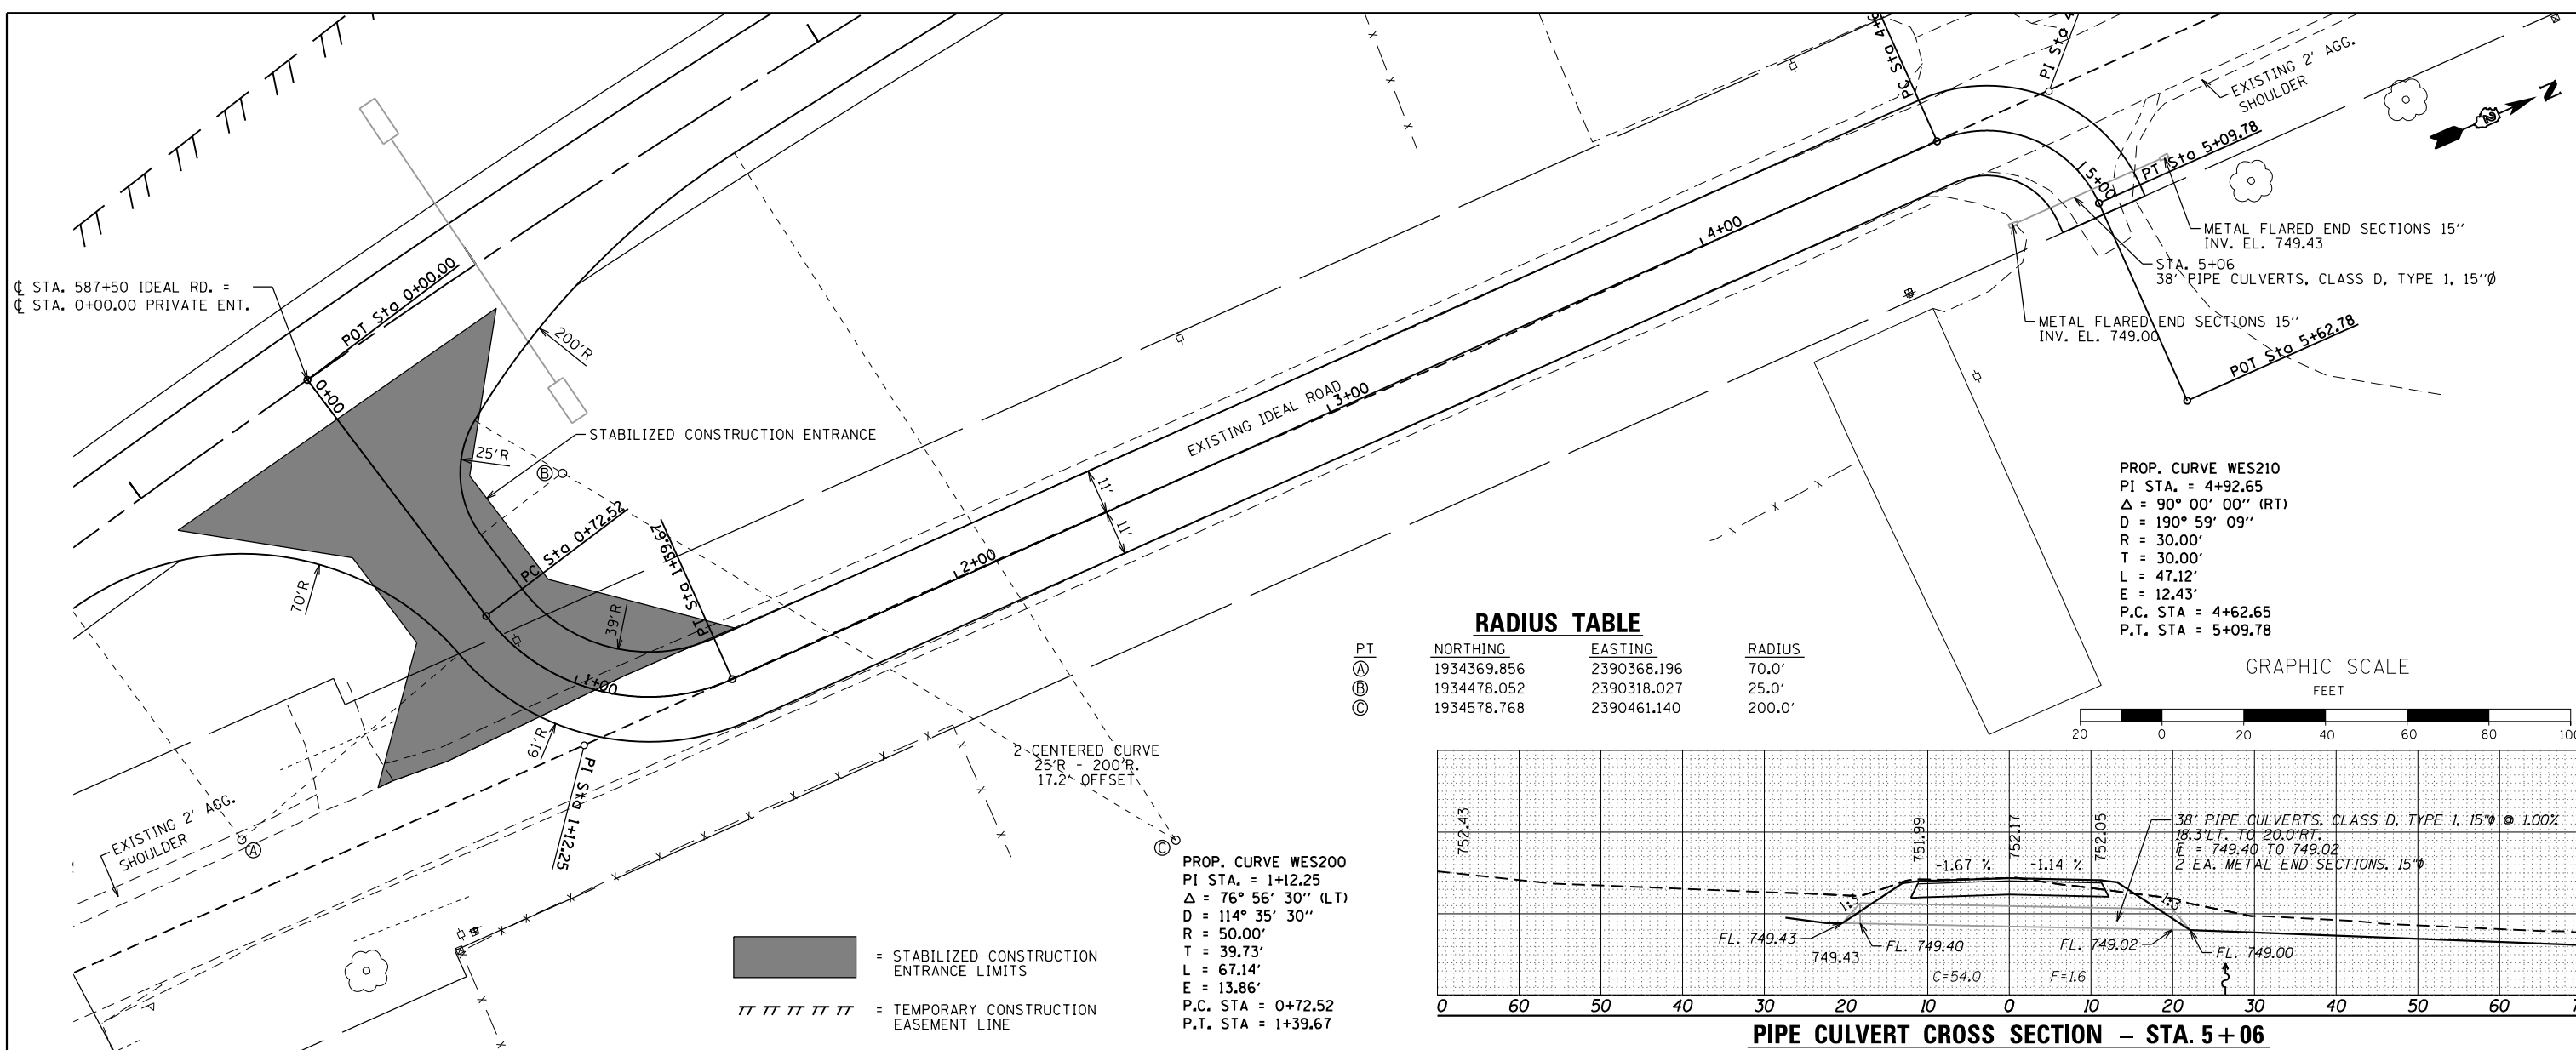 PC Sta 4+6
PI Sta 4
EXISTING 2' AGG.
SHOULDER
N
PT Sta 5+09.78
5+00
METAL FLARED END SECTIONS 15''
INV. EL. 749.43
STA. 5+06
38' PIPE CULVERTS, CLASS D, TYPE 1, 15''Ø
METAL FLARED END SECTIONS 15''
INV. EL. 749.00
POT Sta 5+62.78
4+00
℄ STA. 587+50 IDEAL RD. =
℄ STA. 0+00.00 PRIVATE ENT.
POT Sta 0+00.00
0+00
200'R
STABILIZED CONSTRUCTION ENTRANCE
25'R
B
EXISTING IDEAL ROAD
3+00
11'
11'
PC Sta 0+72.52
PT Sta 1+39.67
2+00
70'R
39'R
1+00
61'R
PI Sta 1+12.25
2 CENTERED CURVE
25'R - 200'R.
17.2' OFFSET
C
EXISTING 2' AGG.
SHOULDER
A
PROP. CURVE WES210
PI STA. = 4+92.65
Δ = 90° 00' 00'' (RT)
D = 190° 59' 09''
R = 30.00'
T = 30.00'
L = 47.12'
E = 12.43'
P.C. STA = 4+62.65
P.T. STA = 5+09.78
RADIUS TABLE
PT NORTHING EASTING RADIUS
A 1934369.856 2390368.196 70.0'
B 1934478.052 2390318.027 25.0'
C 1934578.768 2390461.140 200.0'
GRAPHIC SCALE
FEET
20 0 20 40 60 80 100
PROP. CURVE WES200
PI STA. = 1+12.25
Δ = 76° 56' 30'' (LT)
D = 114° 35' 30''
R = 50.00'
T = 39.73'
L = 67.14'
E = 13.86'
P.C. STA = 0+72.52
P.T. STA = 1+39.67
= STABILIZED CONSTRUCTION
ENTRANCE LIMITS
= TEMPORARY CONSTRUCTION
EASEMENT LINE
752.43
751.99
752.17
752.05
-1.67 %
-1.14 %
1:3
1:3
38' PIPE CULVERTS, CLASS D, TYPE 1, 15''Ø @ 1.00%
18.3'LT. TO 20.0'RT.
F = 749.40 TO 749.02
2 EA. METAL END SECTIONS, 15''Ø
FL. 749.43
749.43
FL. 749.40
FL. 749.02
FL. 749.00
C=54.0
F=1.6
0 60 50 40 30 20 10 0 10 20 30 40 50 60 7
PIPE CULVERT CROSS SECTION - STA. 5+06